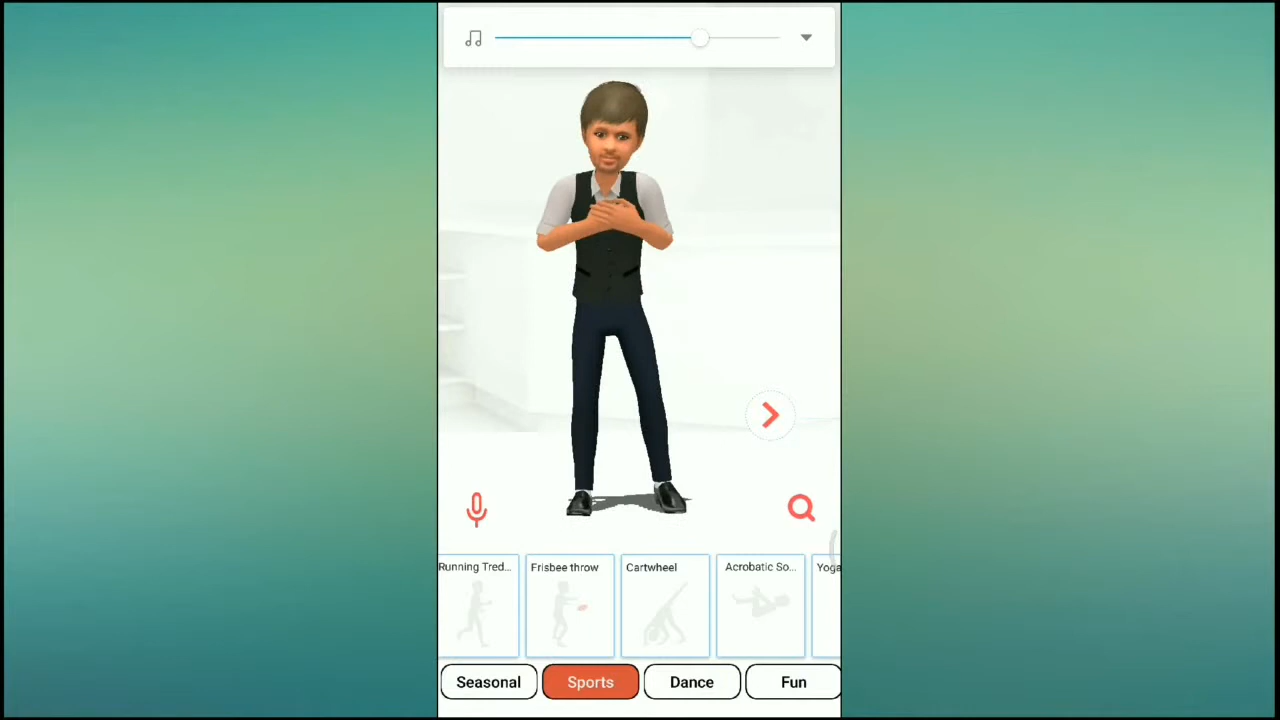 Running Tred...
Frisbee throw
Cartwheel
Acrobatic So...
Yoga
Seasonal
Sports
Dance
Fun